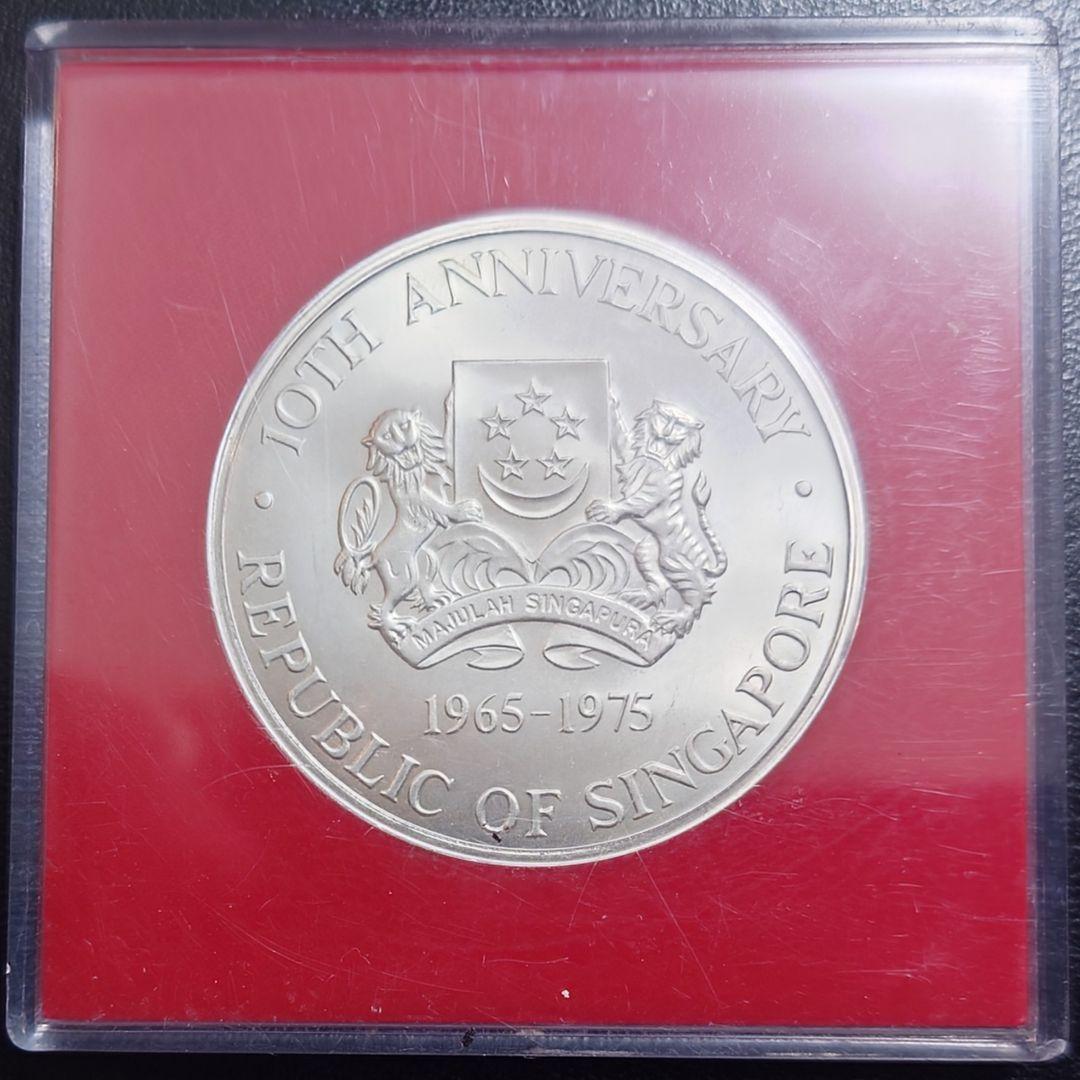 10TH ANNIVERSARY
MAJULAH SINGAPURA
1965-1975
REPUBLIC OF SINGAPORE